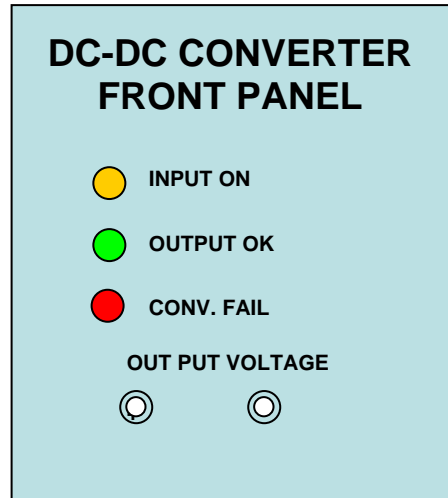 DC-DC CONVERTER
FRONT PANEL
INPUT ON
OUTPUT OK
CONV. FAIL
OUT PUT VOLTAGE